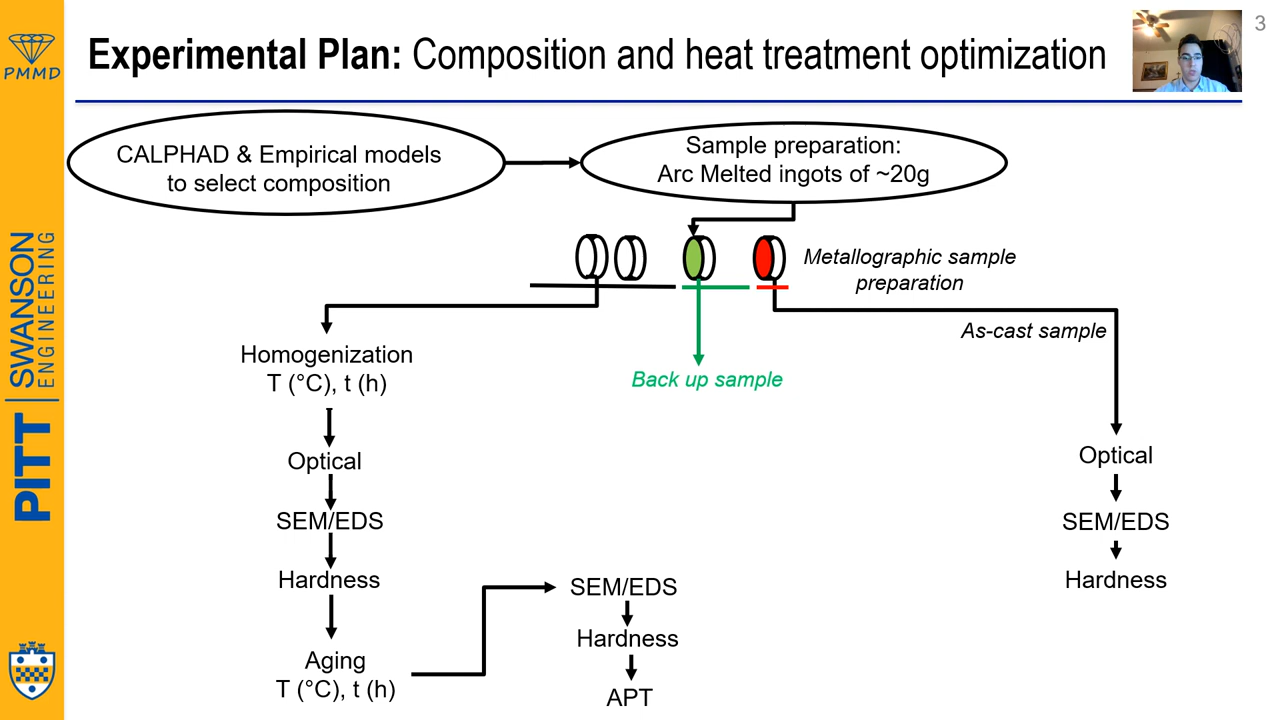 Experimental Plan: Composition and heat treatment optimization
3
PMMD
PITT | SWANSON
ENGINEERING
CALPHAD & Empirical models
to select composition
Sample preparation:
Arc Melted ingots of ~20g
Metallographic sample
preparation
As-cast sample
Back up sample
Homogenization
T (°C), t (h)
Optical
SEM/EDS
Hardness
Aging
T (°C), t (h)
SEM/EDS
Hardness
APT
Optical
SEM/EDS
Hardness